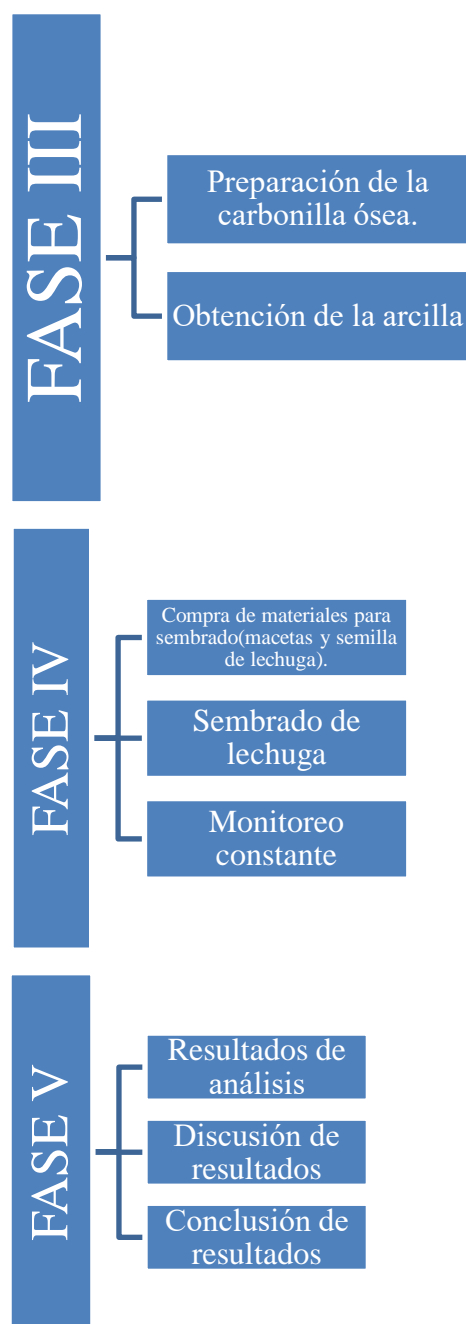 FASE III
Preparación de la
carbonilla ósea.
Obtención de la arcilla
FASE IV
Compra de materiales para
sembrado(macetas y semilla
de lechuga).
Sembrado de
lechuga
Monitoreo
constante
FASE V
Resultados de
análisis
Discusión de
resultados
Conclusión de
resultados